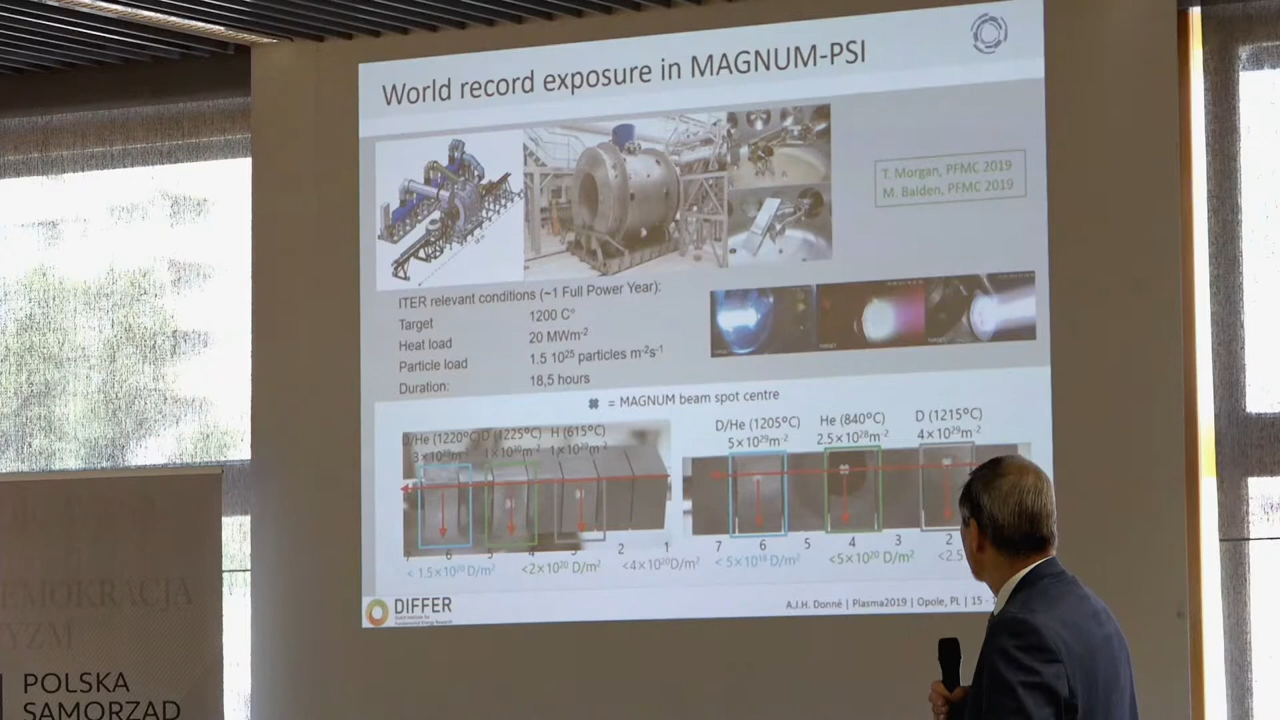 World record exposure in MAGNUM-PSI
T. Morgan, PFMC 2019
M. Balden, PFMC 2019
ITER relevant conditions (~1 Full Power Year):
Target 1200 C°
Heat load 20 MWm⁻²
Particle load 1.5 10²⁵ particles m⁻²s⁻¹
Duration: 18,5 hours
= MAGNUM beam spot centre
D/He (1220°C) D (1225°C) H (615°C)
3×10²⁹m⁻² 1×10³⁰m⁻² 1×10²⁹m⁻²
D/He (1205°C) He (840°C) D (1215°C)
5×10²⁹m⁻² 2.5×10²⁸m⁻² 4×10²⁹m⁻²
7 6 5 4 3 2 1
< 1.5×10²⁰ D/m² <2×10²⁰ D/m² <4×10²⁰D/m²
7 6 5 4 3 2
< 5×10¹⁸ D/m² <5×10²⁰ D/m² <2.5
DIFFER
A.J.H. Donné | Plasma2019 | Opole, PL | 15 -
EMOKRACJA
YZM
POLSKA
SAMORZĄD